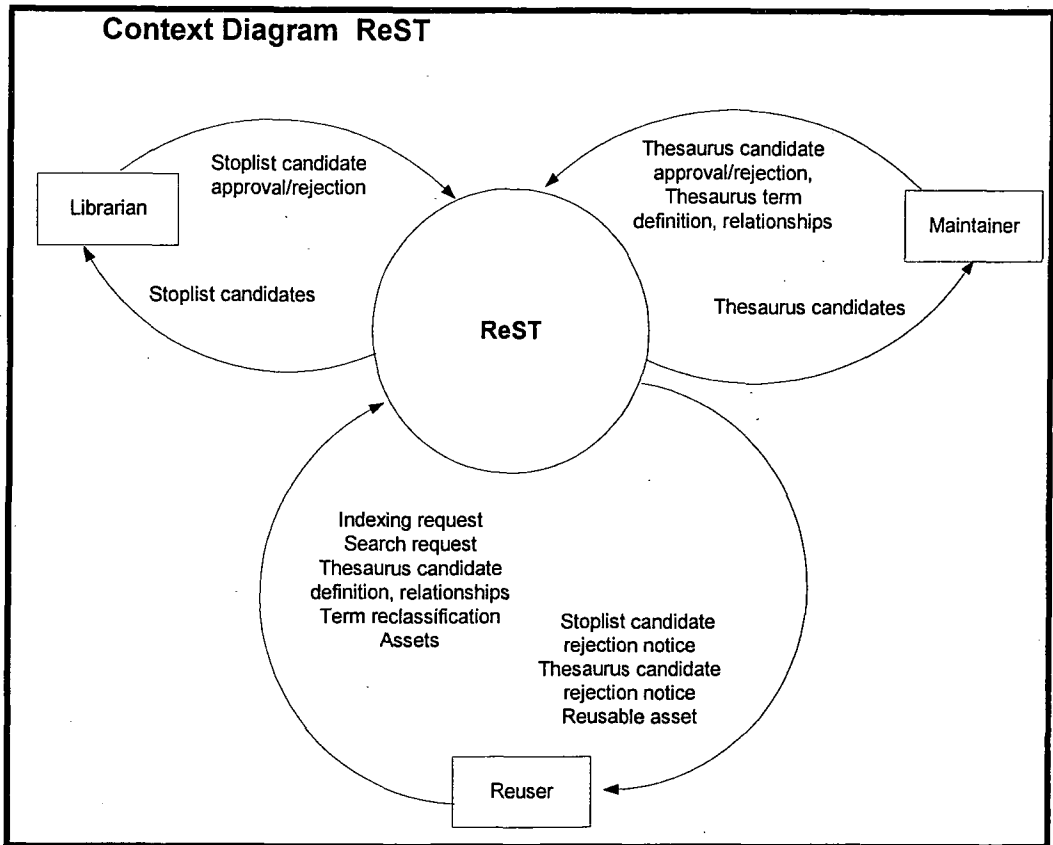 Context Diagram ReST
Stoplist candidate
approval/rejection
Librarian
Stoplist candidates
Thesaurus candidate
approval/rejection,
Thesaurus term
definition, relationships
Maintainer
Thesaurus candidates
ReST
Indexing request
Search request
Thesaurus candidate
definition, relationships
Term reclassification
Assets
Stoplist candidate
rejection notice
Thesaurus candidate
rejection notice
Reusable asset
Reuser